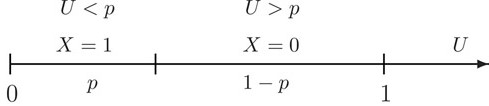 U < p U > p
X = 1 X = 0 U
p 1 − p
0 1